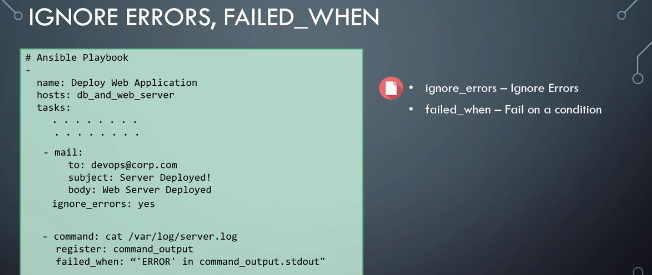 IGNORE ERRORS, FAILED_WHEN
# Ansible Playbook
-
name: Deploy Web Application
hosts: db_and_web_server
tasks:
. . . . . . . .
. . . . . . . .
- mail:
to: devops@corp.com
subject: Server Deployed!
body: Web Server Deployed
ignore_errors: yes
- command: cat /var/log/server.log
register: command_output
failed_when: “'ERROR' in command_output.stdout"
• ignore_errors – Ignore Errors
• failed_when – Fail on a condition